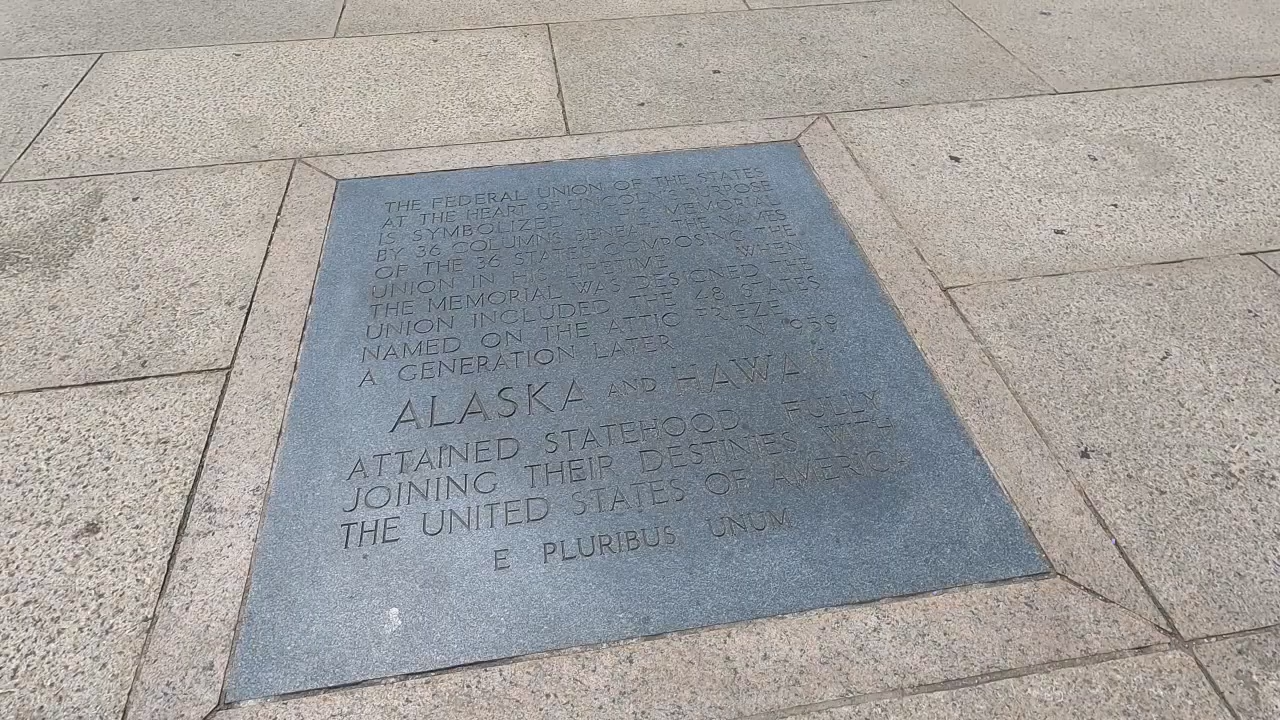 THE FEDERAL UNION OF THE STATES
AT THE HEART OF LINCOLN'S PURPOSE
IS SYMBOLIZED IN THIS MEMORIAL
BY 36 COLUMNS BENEATH THE NAMES
OF THE 36 STATES COMPOSING THE
UNION IN HIS LIFETIME WHEN
THE MEMORIAL WAS DESIGNED THE
UNION INCLUDED THE 48 STATES
NAMED ON THE ATTIC FRIEZE
A GENERATION LATER IN 1959
ALASKA AND HAWAII
ATTAINED STATEHOOD FULLY
JOINING THEIR DESTINIES WITH
THE UNITED STATES OF AMERICA
E PLURIBUS UNUM